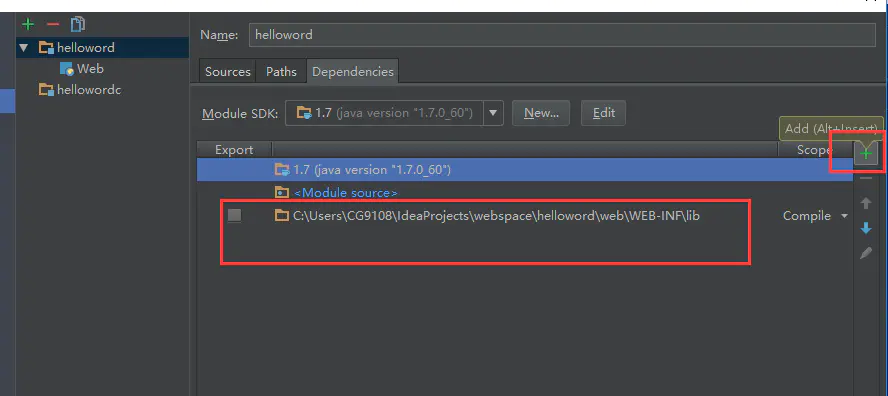 helloword
Web
hellowordc
Name: helloword
Sources Paths Dependencies
Module SDK: 1.7 (java version "1.7.0_60") New... Edit
Add (Alt+Insert)
Export Scope
1.7 (java version "1.7.0_60")
<Module source>
C:\Users\CG9108\IdeaProjects\webspace\helloword\web\WEB-INF\lib Compile